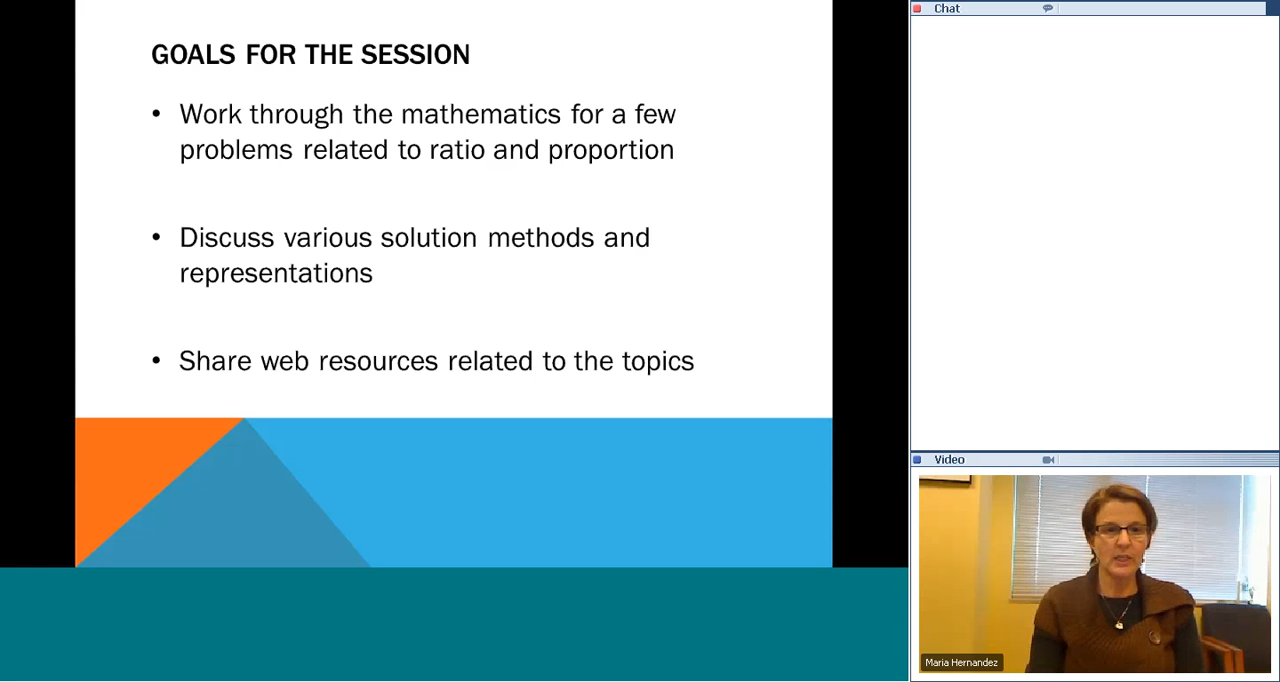 GOALS FOR THE SESSION
• Work through the mathematics for a few
problems related to ratio and proportion
• Discuss various solution methods and
representations
• Share web resources related to the topics
Chat
Video
Maria Hernandez